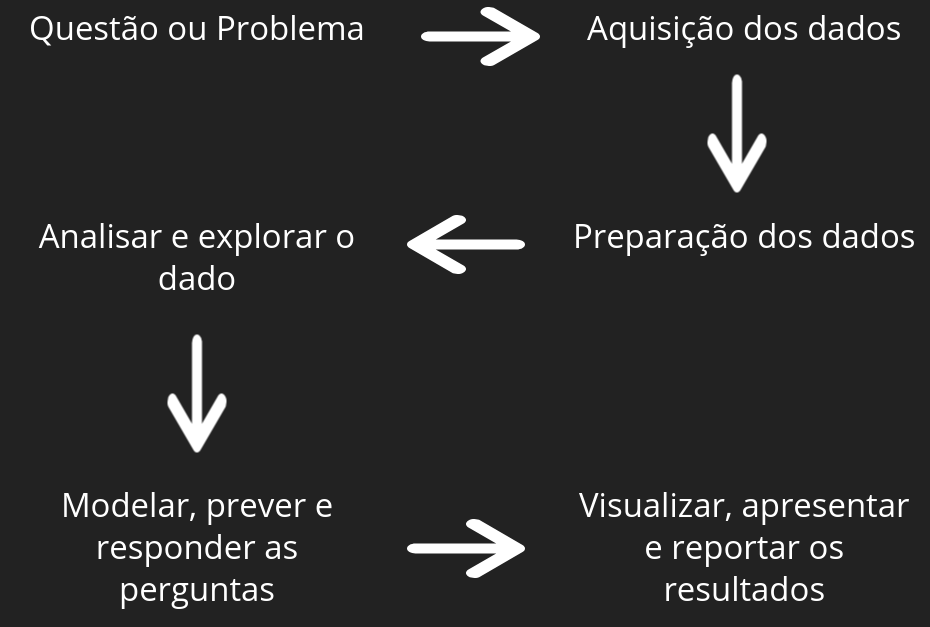 Questão ou Problema
Aquisição dos dados
Preparação dos dados
Analisar e explorar o
dado
Modelar, prever e
responder as
perguntas
Visualizar, apresentar
e reportar os
resultados